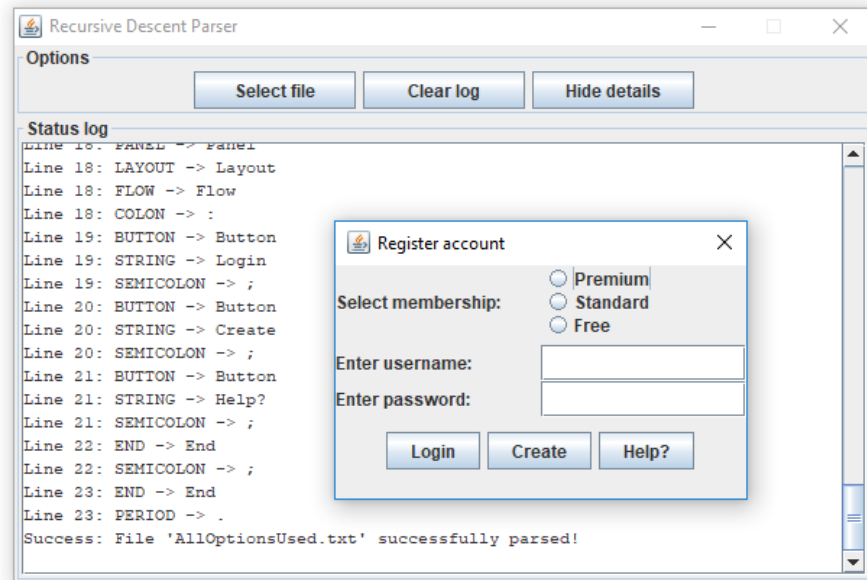 Recursive Descent Parser
Options
Select file Clear log Hide details
Status log
Line 18: PANEL -> Panel
Line 18: LAYOUT -> Layout
Line 18: FLOW -> Flow
Line 18: COLON -> :
Line 19: BUTTON -> Button
Line 19: STRING -> Login
Line 19: SEMICOLON -> ;
Line 20: BUTTON -> Button
Line 20: STRING -> Create
Line 20: SEMICOLON -> ;
Line 21: BUTTON -> Button
Line 21: STRING -> Help?
Line 21: SEMICOLON -> ;
Line 22: END -> End
Line 22: SEMICOLON -> ;
Line 23: END -> End
Line 23: PERIOD -> .
Success: File 'AllOptionsUsed.txt' successfully parsed!
Register account
Select membership:
Premium
Standard
Free
Enter username:
Enter password:
Login Create Help?